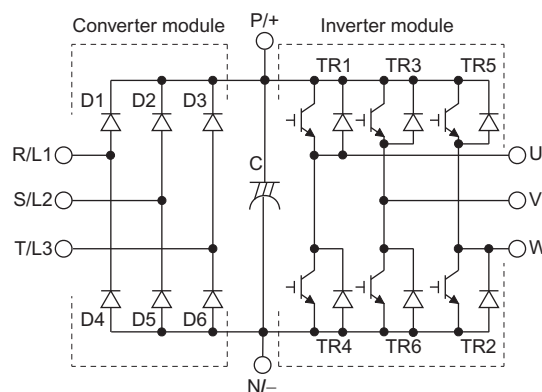 Converter module
P/+
Inverter module
D1
D2
D3
TR1
TR3
TR5
R/L1
C
U
S/L2
V
T/L3
W
D4
D5
D6
TR4
TR6
TR2
N/−